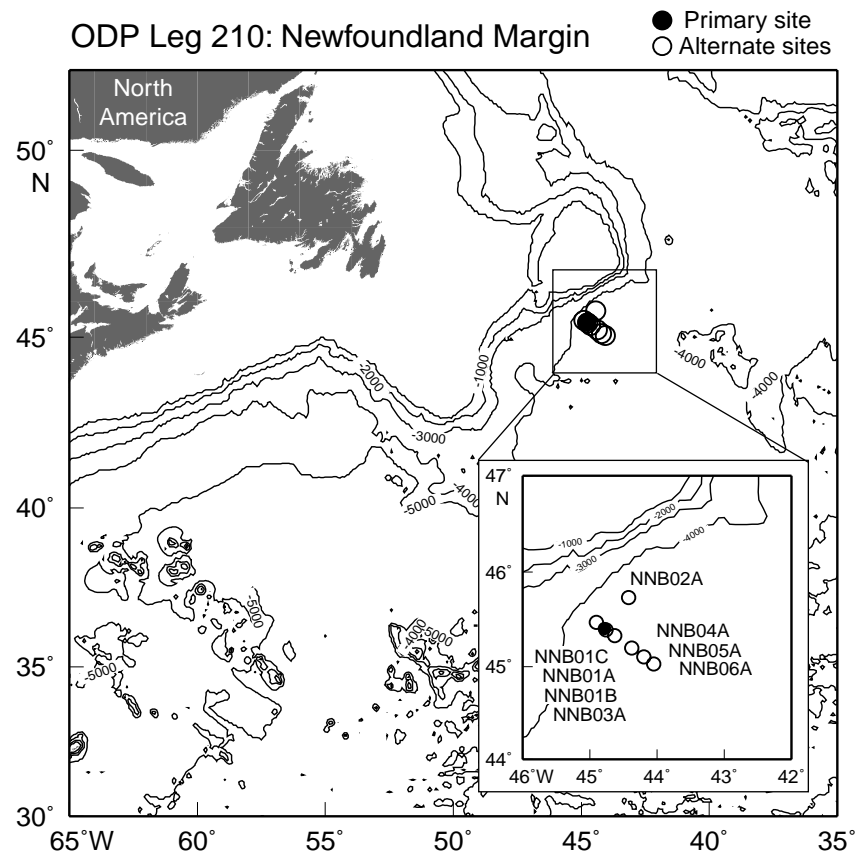 ODP Leg 210: Newfoundland Margin
Primary site
Alternate sites
North
America
50˚
N
45˚
40˚
35˚
30˚
65˚W
60˚
55˚
50˚
45˚
40˚
35˚
-1000
-2000
-3000
-4000
-5000
-4000
-4000
-5000
-4000
-5000
-5000
47˚
N
46˚
45˚
44˚
46˚W
45˚
44˚
43˚
42˚
-1000
-2000
-3000
-4000
NNB02A
NNB04A
NNB05A
NNB06A
NNB01C
NNB01A
NNB01B
NNB03A